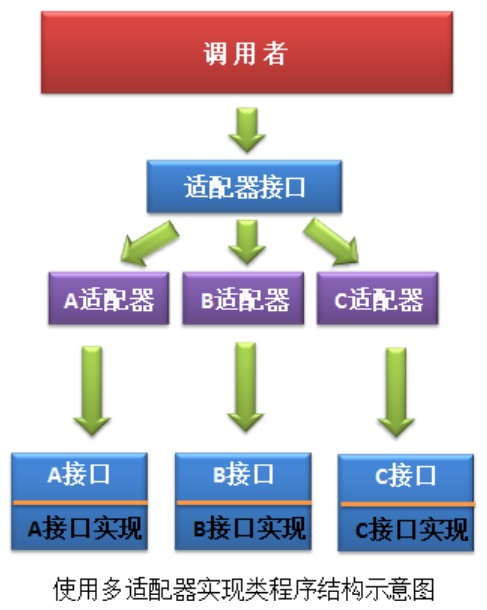 调用者
适配器接口
A适配器 B适配器 C适配器
A接口 B接口 C接口
A接口实现 B接口实现 C接口实现
使用多适配器实现类程序结构示意图